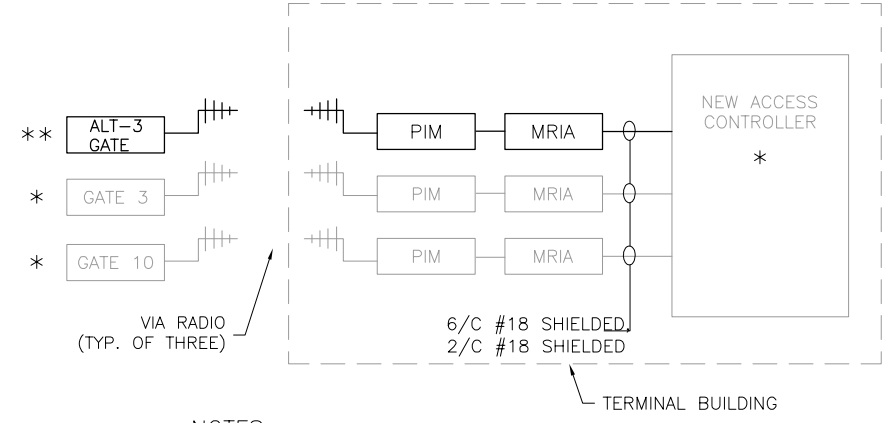 ** ALT-3
GATE
PIM
MRIA
NEW ACCESS
CONTROLLER
*
* GATE 3
PIM
MRIA
* GATE 10
PIM
MRIA
VIA RADIO
(TYP. OF THREE)
6/C #18 SHIELDED,
2/C #18 SHIELDED
TERMINAL BUILDING
NOTES